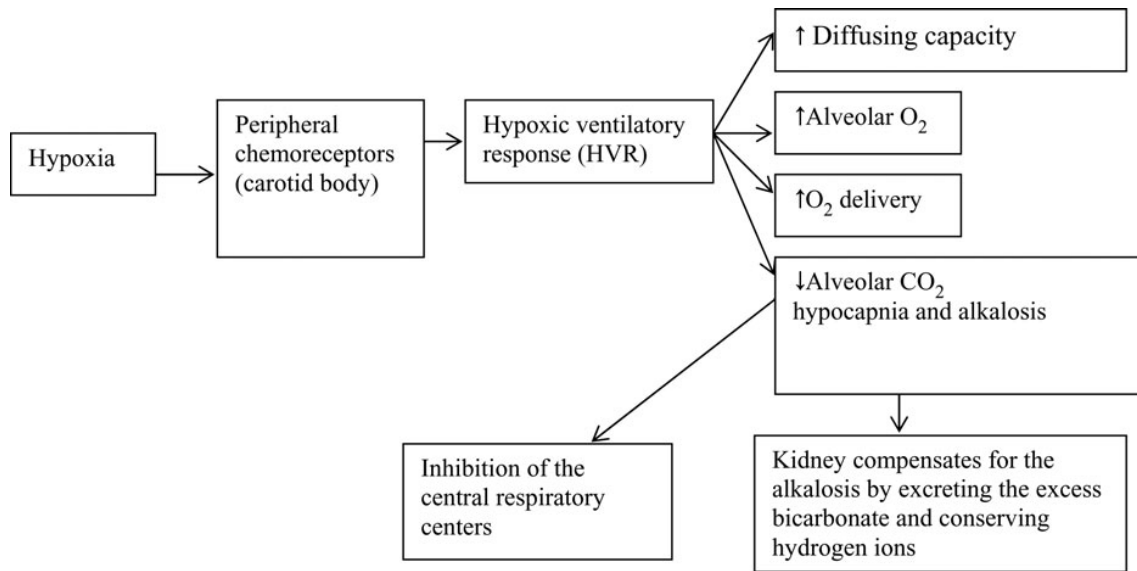 Hypoxia
Peripheral
chemoreceptors
(carotid body)
Hypoxic ventilatory
response (HVR)
↑ Diffusing capacity
↑Alveolar O₂
↑O₂ delivery
↓Alveolar CO₂
hypocapnia and alkalosis
Inhibition of the
central respiratory
centers
Kidney compensates for the
alkalosis by excreting the excess
bicarbonate and conserving
hydrogen ions